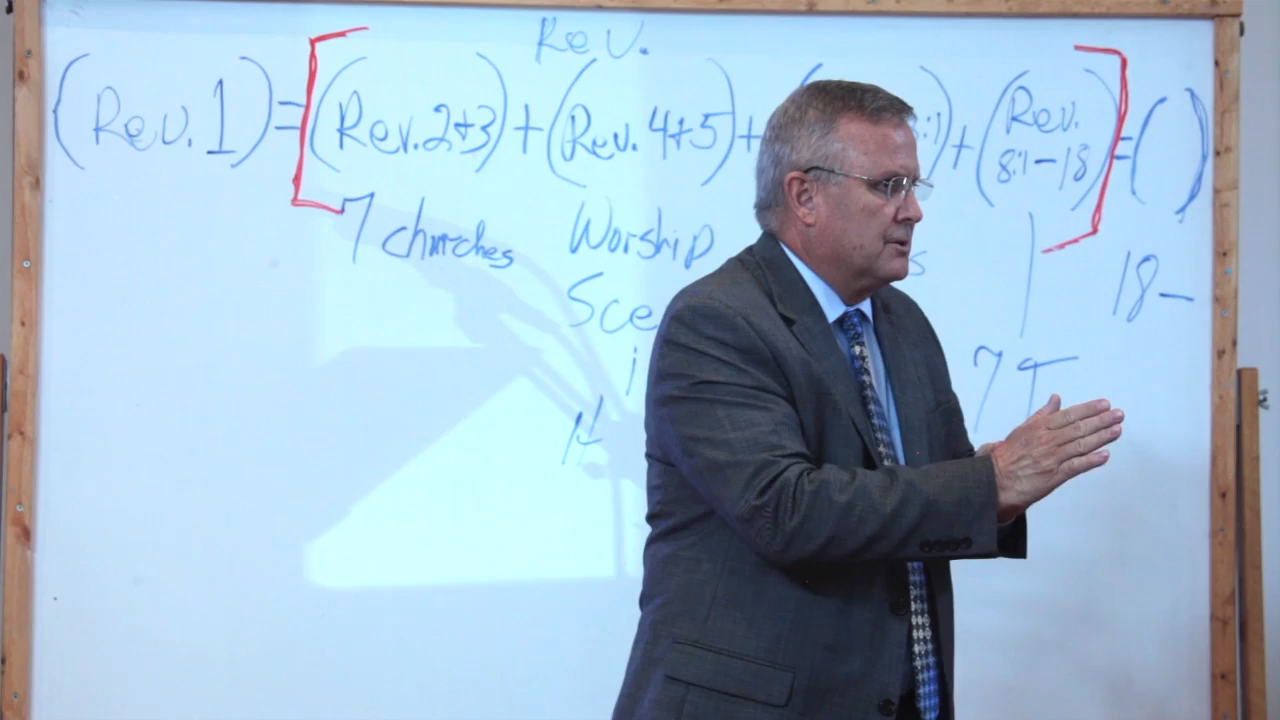 Rev.
(Rev. 1) = [(Rev. 2+3) + (Rev. 4+5) + ( :1) + (Rev. 8:1-18)] = ( )
7 churches Worship s | 18-
Sce
i 7 T
H